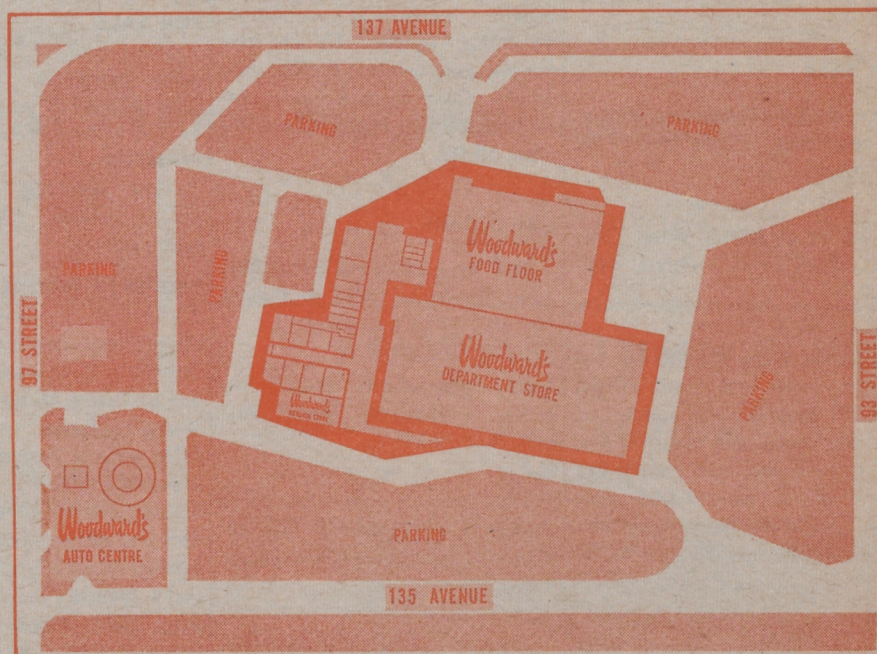 137 AVENUE
PARKING
PARKING
Woodward's
FOOD FLOOR
PARKING
PARKING
97 STREET
Woodward's
DEPARTMENT STORE
93 STREET
PARKING
Woodward's
Woodward's
AUTO CENTRE
PARKING
135 AVENUE